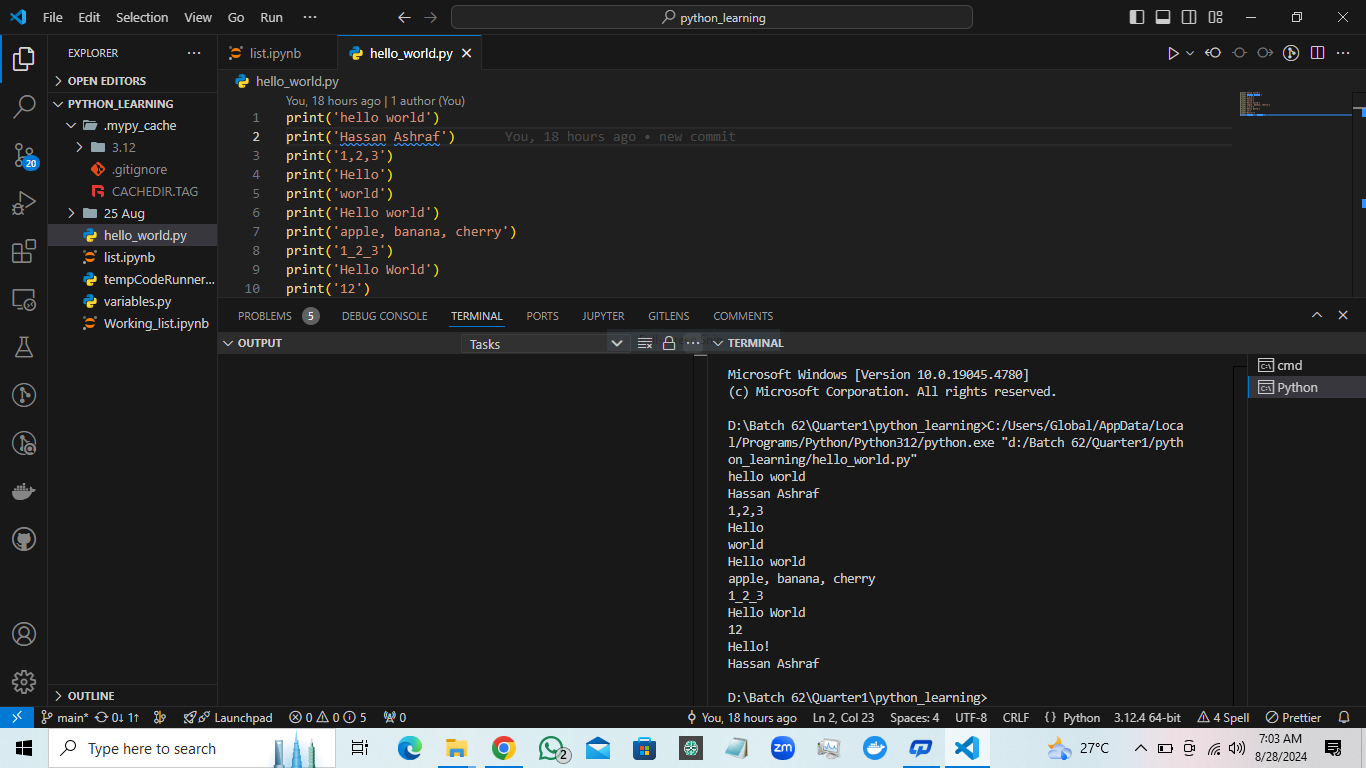 File Edit Selection View Go Run ··· python_learning
EXPLORER ···
OPEN EDITORS
PYTHON_LEARNING
.mypy_cache
3.12
.gitignore
CACHEDIR.TAG
25 Aug
hello_world.py
list.ipynb
tempCodeRunner...
variables.py
Working_list.ipynb
OUTLINE
20
list.ipynb hello_world.py
hello_world.py
You, 18 hours ago | 1 author (You)
1 print('hello world')
2 print('Hassan Ashraf') You, 18 hours ago • new commit
3 print('1,2,3')
4 print('Hello')
5 print('world')
6 print('Hello world')
7 print('apple, banana, cherry')
8 print('1_2_3')
9 print('Hello World')
10 print('12')
PROBLEMS 5 DEBUG CONSOLE TERMINAL PORTS JUPYTER GITLENS COMMENTS
OUTPUT Tasks ··· TERMINAL
Microsoft Windows [Version 10.0.19045.4780]
(c) Microsoft Corporation. All rights reserved.
D:\Batch 62\Quarter1\python_learning>C:/Users/Global/AppData/Loca
l/Programs/Python/Python312/python.exe "d:/Batch 62/Quarter1/pyth
on_learning/hello_world.py"
hello world
Hassan Ashraf
1,2,3
Hello
world
Hello world
apple, banana, cherry
1_2_3
Hello World
12
Hello!
Hassan Ashraf
D:\Batch 62\Quarter1\python_learning>
cmd
Python
main* 0↓ 1↑ Launchpad 0 0 5 0 You, 18 hours ago Ln 2, Col 23 Spaces: 4 UTF-8 CRLF {} Python 3.12.4 64-bit 4 Spell Prettier
Type here to search 2 zm 27°C 7:03 AM
8/28/2024